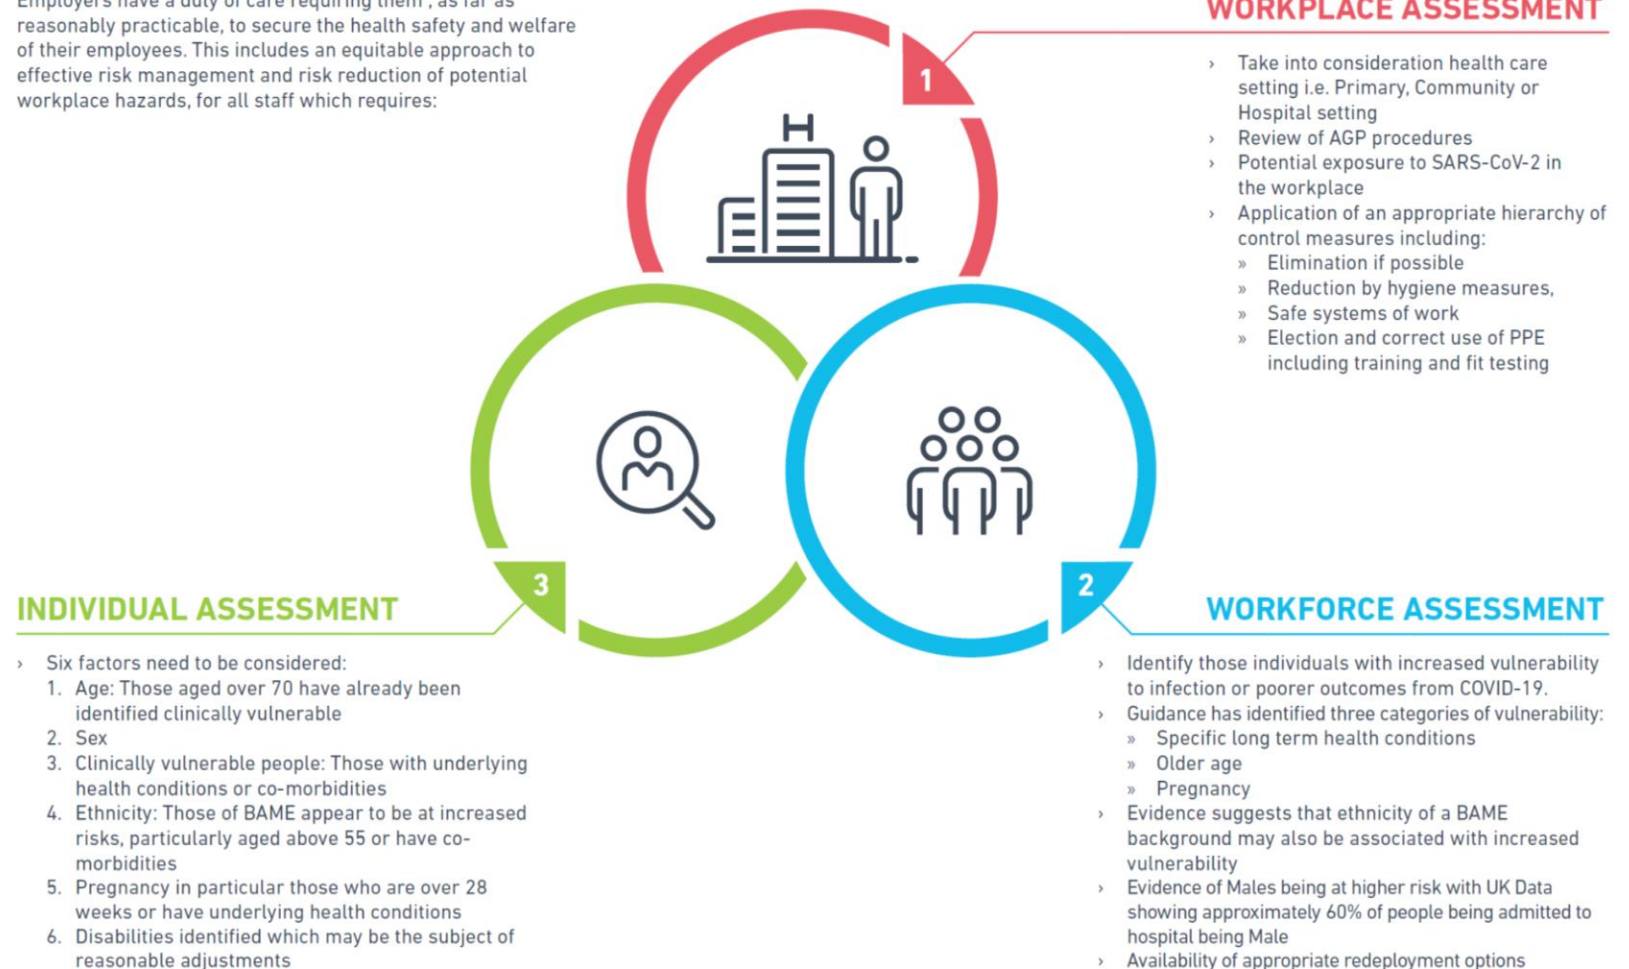 Employers have a duty of care requiring them, as far as
reasonably practicable, to secure the health safety and welfare
of their employees. This includes an equitable approach to
effective risk management and risk reduction of potential
workplace hazards, for all staff which requires:
WORKPLACE ASSESSMENT
1
› Take into consideration health care
setting i.e. Primary, Community or
Hospital setting
› Review of AGP procedures
› Potential exposure to SARS-CoV-2 in
the workplace
› Application of an appropriate hierarchy of
control measures including:
» Elimination if possible
» Reduction by hygiene measures,
» Safe systems of work
» Election and correct use of PPE
including training and fit testing
H
3
INDIVIDUAL ASSESSMENT
› Six factors need to be considered:
1. Age: Those aged over 70 have already been
identified clinically vulnerable
2. Sex
3. Clinically vulnerable people: Those with underlying
health conditions or co-morbidities
4. Ethnicity: Those of BAME appear to be at increased
risks, particularly aged above 55 or have co-
morbidities
5. Pregnancy in particular those who are over 28
weeks or have underlying health conditions
6. Disabilities identified which may be the subject of
reasonable adjustments
2
WORKFORCE ASSESSMENT
› Identify those individuals with increased vulnerability
to infection or poorer outcomes from COVID-19.
› Guidance has identified three categories of vulnerability:
» Specific long term health conditions
» Older age
» Pregnancy
› Evidence suggests that ethnicity of a BAME
background may also be associated with increased
vulnerability
› Evidence of Males being at higher risk with UK Data
showing approximately 60% of people being admitted to
hospital being Male
› Availability of appropriate redeployment options